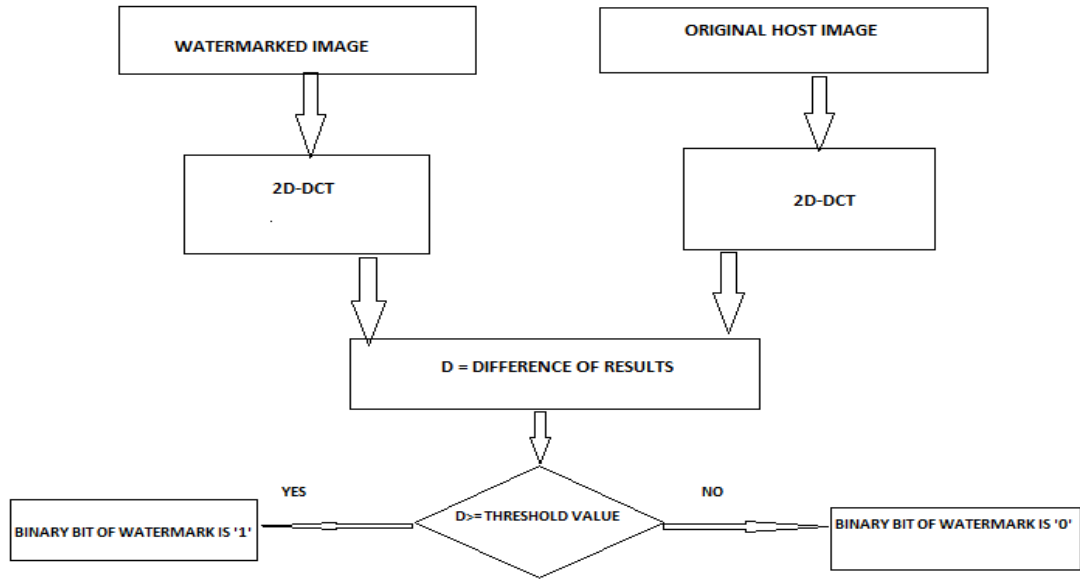 WATERMARKED IMAGE
ORIGINAL HOST IMAGE
2D-DCT
2D-DCT
D = DIFFERENCE OF RESULTS
YES
NO
D>= THRESHOLD VALUE
BINARY BIT OF WATERMARK IS '1'
BINARY BIT OF WATERMARK IS '0'